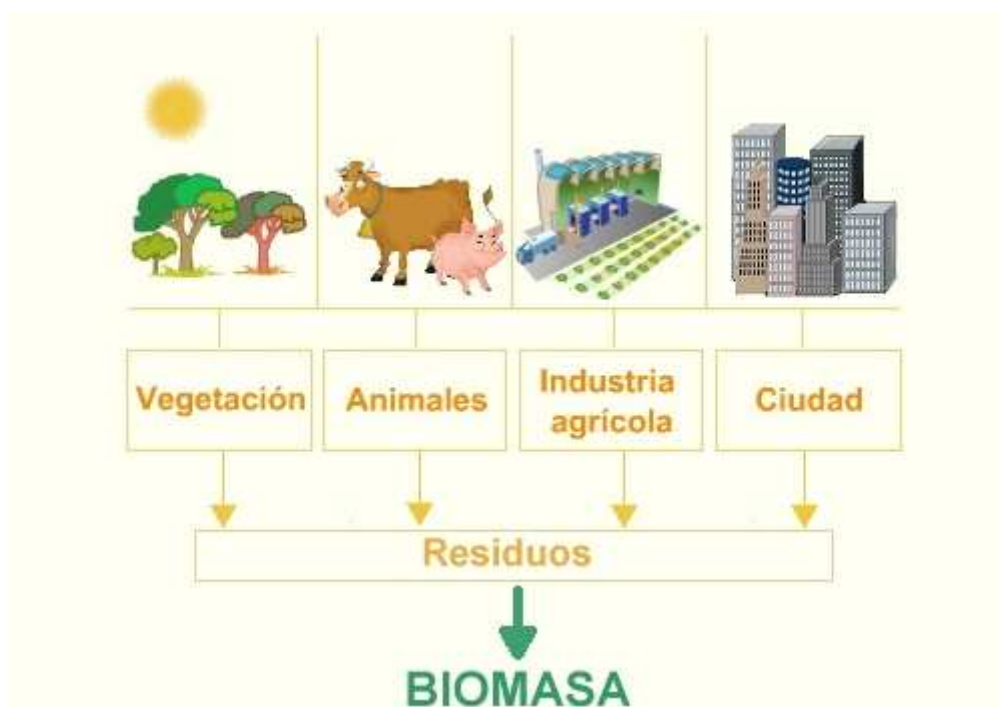 Vegetación
Animales
Industria
agrícola
Ciudad
Residuos
BIOMASA